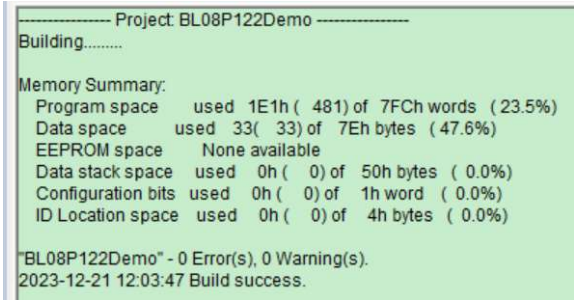 ---------------- Project: BL08P122Demo ----------------
Building.........
Memory Summary:
Program space used 1E1h ( 481) of 7FCh words ( 23.5%)
Data space used 33( 33) of 7Eh bytes ( 47.6%)
EEPROM space None available
Data stack space used 0h ( 0) of 50h bytes ( 0.0%)
Configuration bits used 0h ( 0) of 1h word ( 0.0%)
ID Location space used 0h ( 0) of 4h bytes ( 0.0%)
"BL08P122Demo" - 0 Error(s), 0 Warning(s).
2023-12-21 12:03:47 Build success.